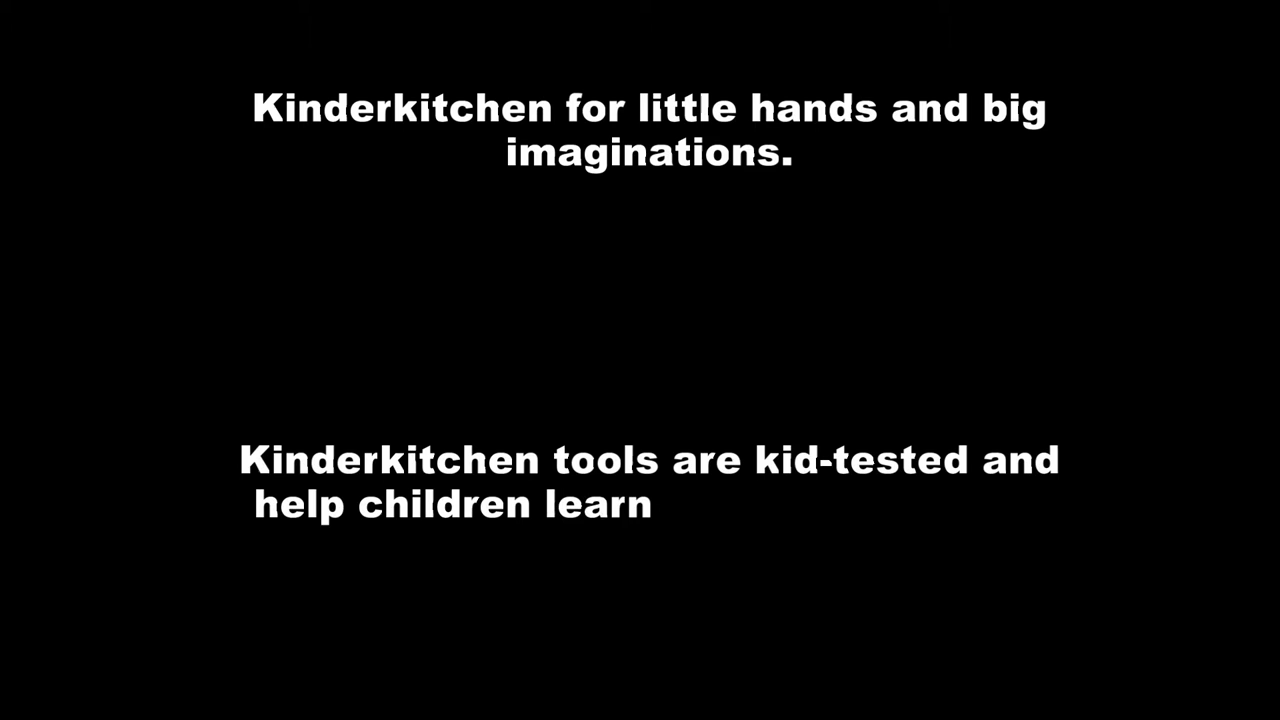 Kinderkitchen for little hands and big
imaginations.
Kinderkitchen tools are kid-tested and
help children learn